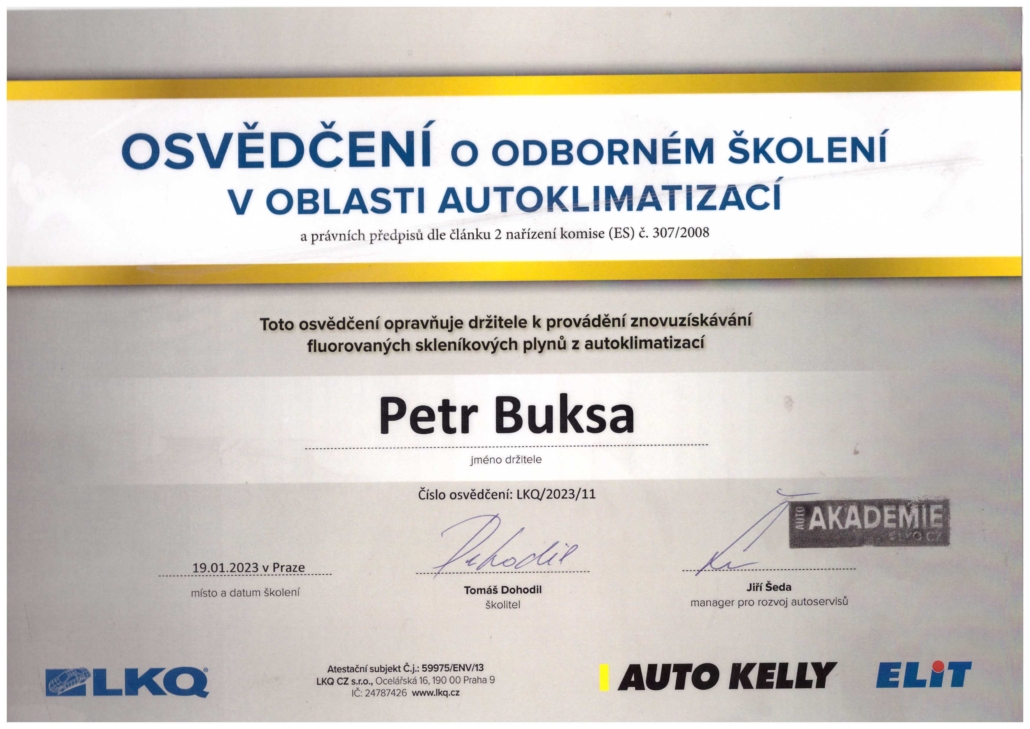 OSVĚDČENÍ O ODBORNÉM ŠKOLENÍ
V OBLASTI AUTOKLIMATIZACÍ
a právních předpisů dle článku 2 nařízení komise (ES) č. 307/2008
Toto osvědčení opravňuje držitele k provádění znovuzískávání
fluorovaných skleníkových plynů z autoklimatizací
Petr Buksa
jméno držitele
Číslo osvědčení: LKQ/2023/11
AUTO AKADEMIE
19.01.2023 v Praze
místo a datum školení
Dohodil
Tomáš Dohodil
školitel
Jiří Šeda
manager pro rozvoj autoservisů
LKQ®
Atestační subjekt Č.j.: 59975/ENV/13
LKQ CZ s.r.o., Ocelářská 16, 190 00 Praha 9
IČ: 24787426 www.lkq.cz
AUTO KELLY
ELIT